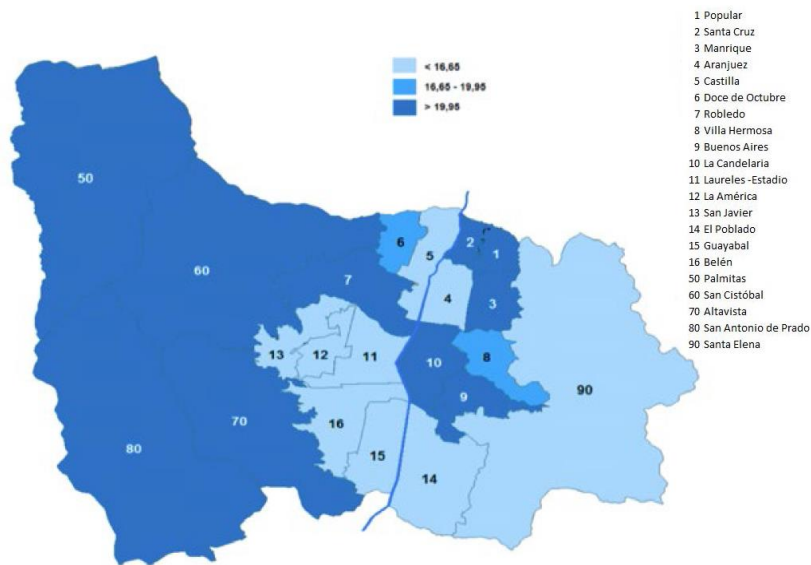 < 16,65
16,65 - 19,95
> 19,95
1 Popular
2 Santa Cruz
3 Manrique
4 Aranjuez
5 Castilla
6 Doce de Octubre
7 Robledo
8 Villa Hermosa
9 Buenos Aires
10 La Candelaria
11 Laureles -Estadio
12 La América
13 San Javier
14 El Poblado
15 Guayabal
16 Belén
50 Palmitas
60 San Cistóbal
70 Altavista
80 San Antonio de Prado
90 Santa Elena
50
60
6
5
2
1
7
4
3
13
12
11
10
8
90
9
70
16
80
15
14